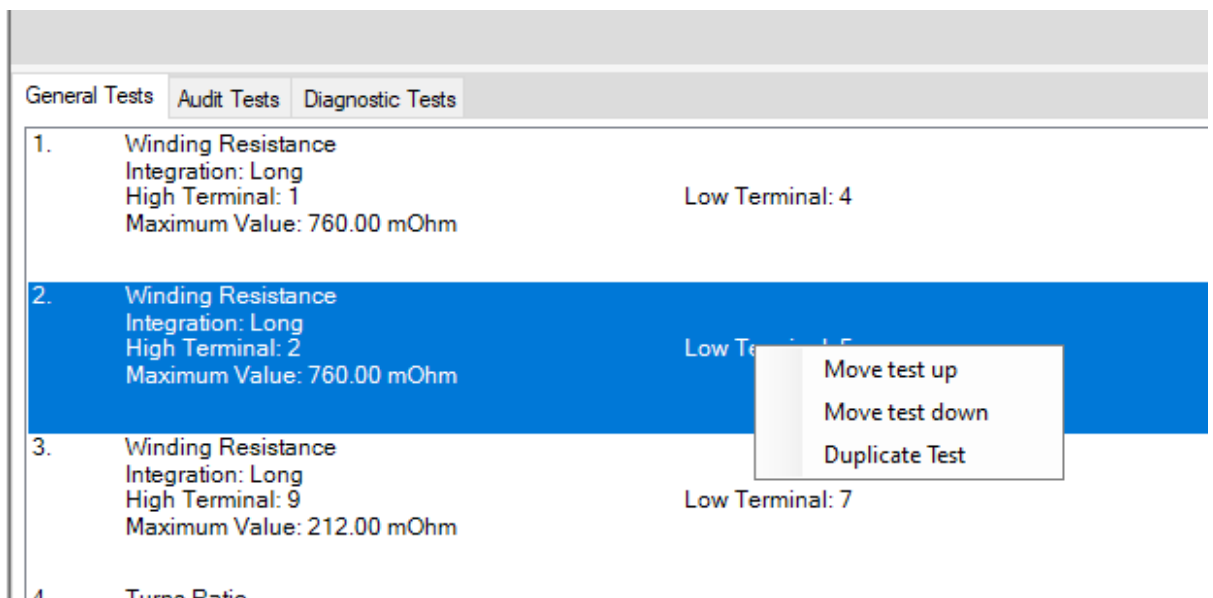 General Tests Audit Tests Diagnostic Tests
1. Winding Resistance
Integration: Long
High Terminal: 1 Low Terminal: 4
Maximum Value: 760.00 mOhm
2. Winding Resistance
Integration: Long
High Terminal: 2 Low
Maximum Value: 760.00 mOhm
Move test up
Move test down
Duplicate Test
3. Winding Resistance
Integration: Long
High Terminal: 9 Low Terminal: 7
Maximum Value: 212.00 mOhm
4. Turns Ratio